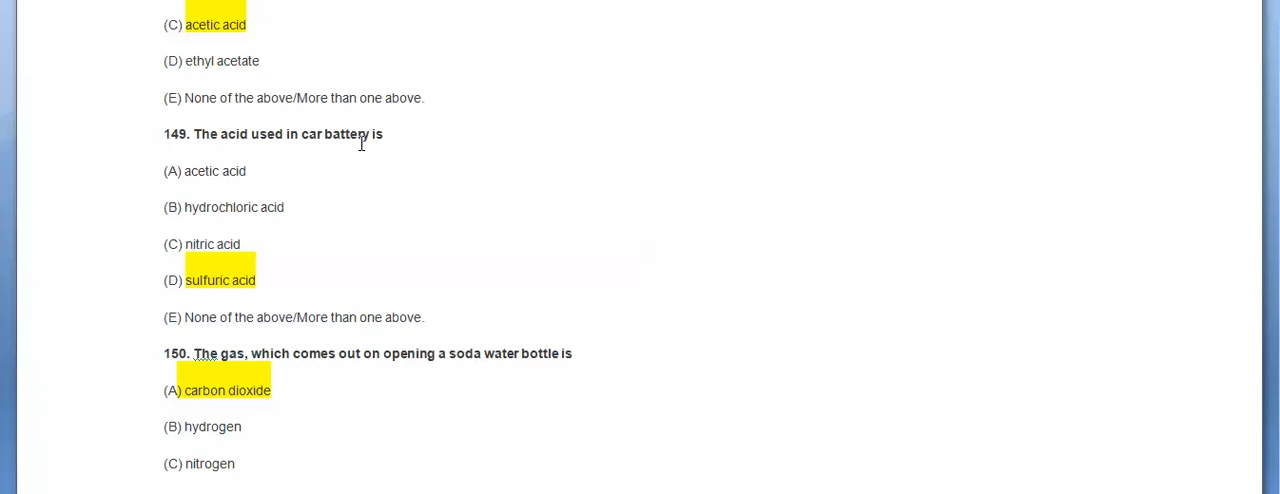 (C) acetic acid
(D) ethyl acetate
(E) None of the above/More than one above.
149. The acid used in car battery is
(A) acetic acid
(B) hydrochloric acid
(C) nitric acid
(D) sulfuric acid
(E) None of the above/More than one above.
150. The gas, which comes out on opening a soda water bottle is
(A) carbon dioxide
(B) hydrogen
(C) nitrogen